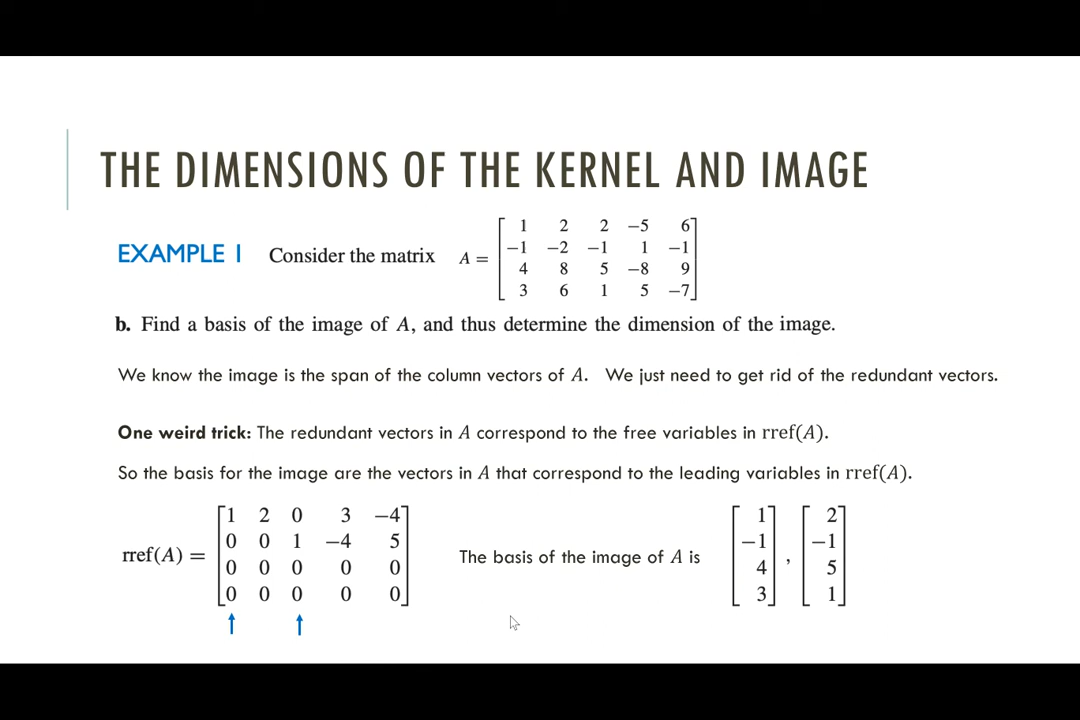 THE DIMENSIONS OF THE KERNEL AND IMAGE
EXAMPLE 1 Consider the matrix A = [ 1 2 2 −5 6
−1 −2 −1 1 −1
4 8 5 −8 9
3 6 1 5 −7 ]
b. Find a basis of the image of A, and thus determine the dimension of the image.
We know the image is the span of the column vectors of A. We just need to get rid of the redundant vectors.
One weird trick: The redundant vectors in A correspond to the free variables in rref(A).
So the basis for the image are the vectors in A that correspond to the leading variables in rref(A).
rref(A) = [ 1 2 0 3 −4
0 0 1 −4 5
0 0 0 0 0
0 0 0 0 0 ]
The basis of the image of A is
[ 1
−1
4
3 ] ,
[ 2
−1
5
1 ]